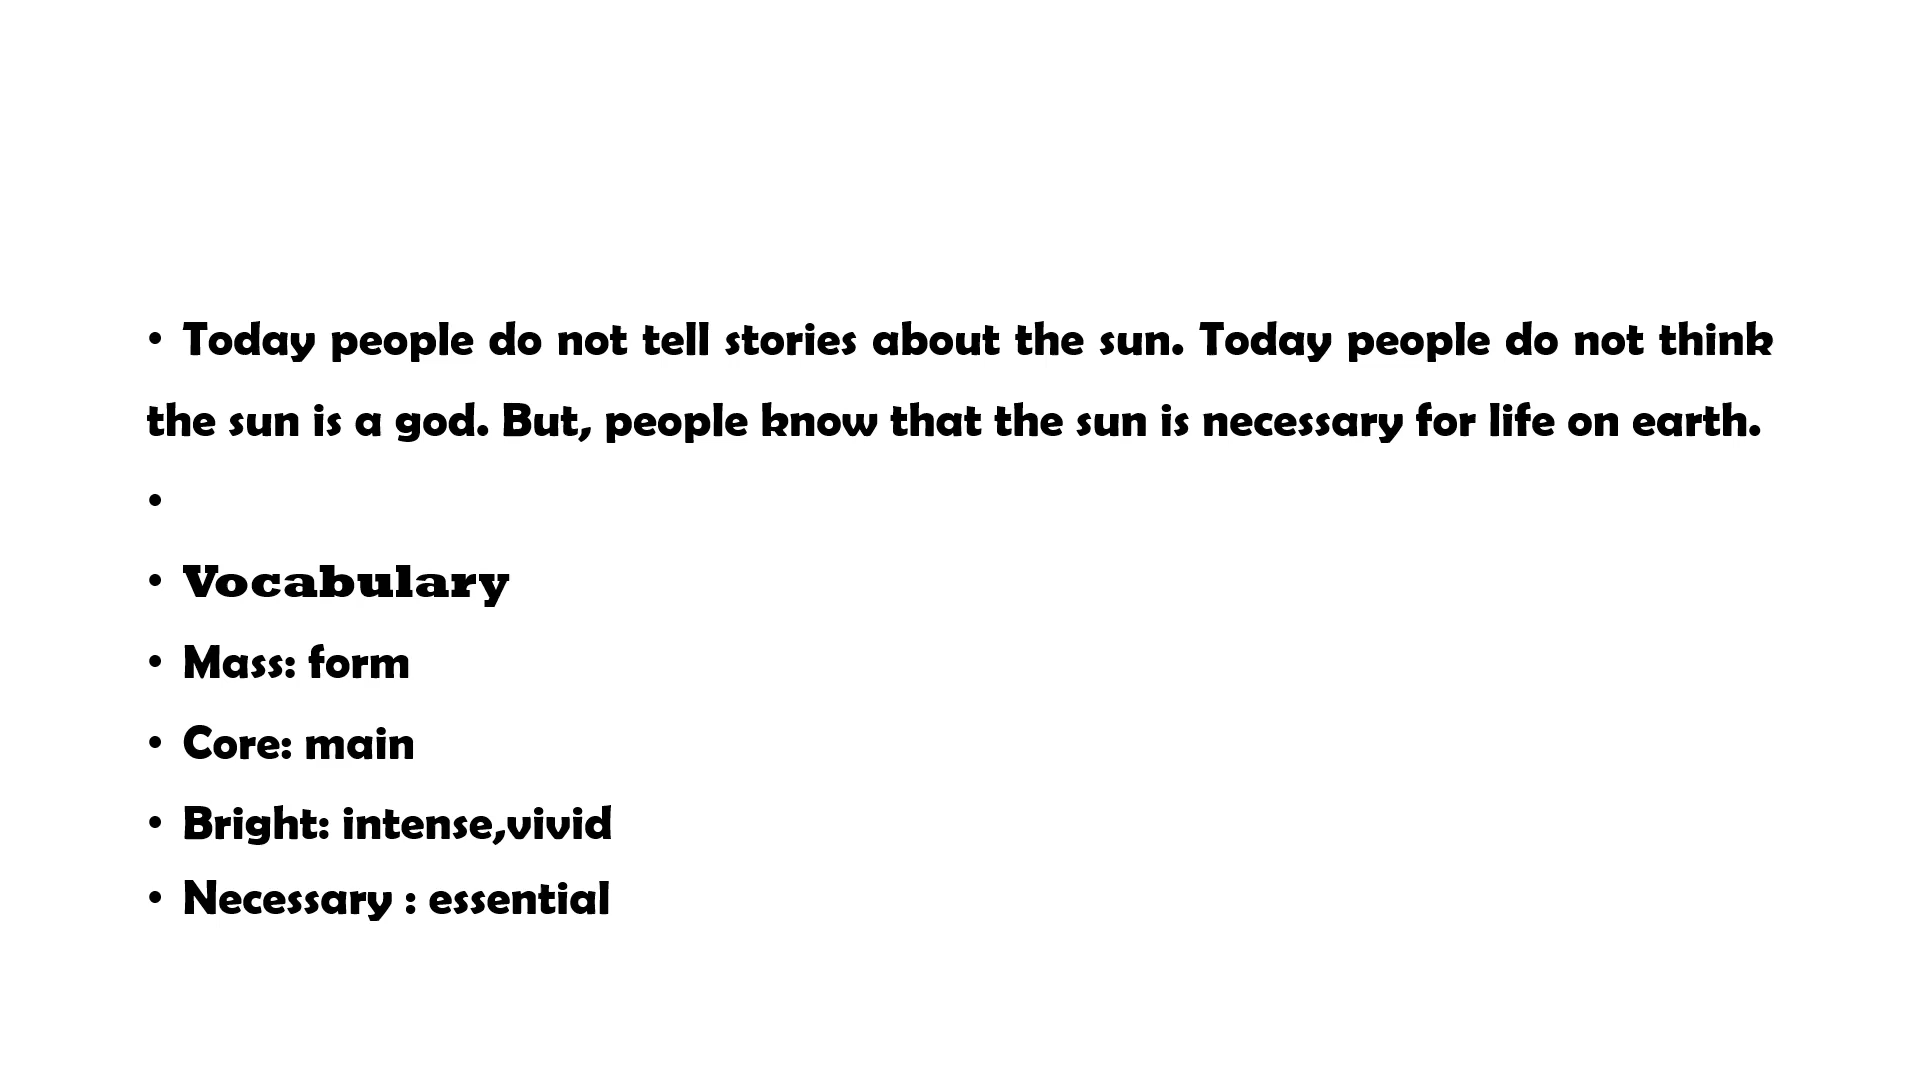 • Today people do not tell stories about the sun. Today people do not think
the sun is a god. But, people know that the sun is necessary for life on earth.
•
• Vocabulary
• Mass: form
• Core: main
• Bright: intense,vivid
• Necessary : essential